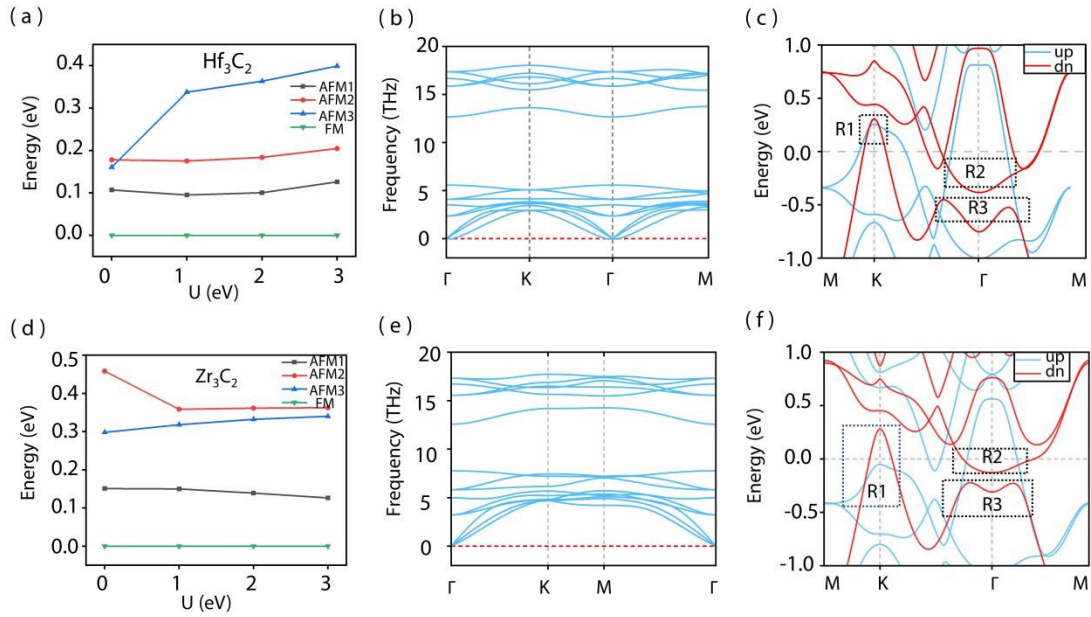 (a)
Hf₃C₂
AFM1
AFM2
AFM3
FM
Energy (eV)
0.4
0.3
0.2
0.1
0.0
0 1 2 3
U (eV)
(b)
Frequency (THz)
20
15
10
5
0
Γ K Γ M
(c)
up
dn
Energy (eV)
1.0
0.5
0.0
-0.5
-1.0
R1
R2
R3
M K Γ M
(d)
Zr₃C₂
AFM1
AFM2
AFM3
FM
Energy (eV)
0.5
0.4
0.3
0.2
0.1
0.0
0 1 2 3
U (eV)
(e)
Frequency (THz)
20
15
10
5
0
Γ K M Γ
(f)
up
dn
Energy (eV)
1.0
0.5
0.0
-0.5
-1.0
R1
R2
R3
M K Γ M